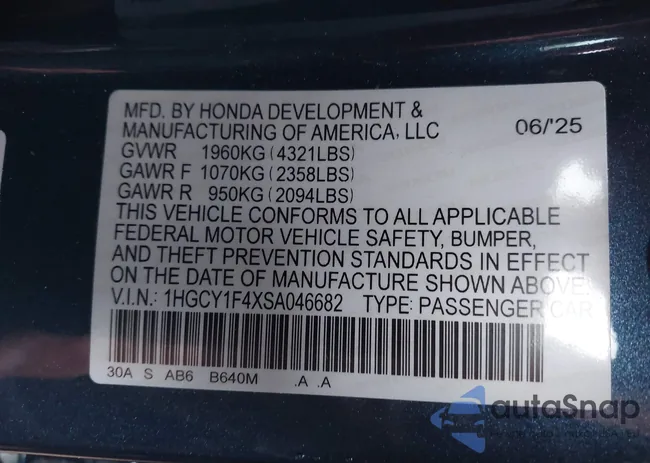 MFD. BY HONDA DEVELOPMENT &
MANUFACTURING OF AMERICA, LLC 06/'25
GVWR 1960KG (4321LBS)
GAWR F 1070KG (2358LBS)
GAWR R 950KG (2094LBS)
THIS VEHICLE CONFORMS TO ALL APPLICABLE
FEDERAL MOTOR VEHICLE SAFETY, BUMPER,
AND THEFT PREVENTION STANDARDS IN EFFECT
ON THE DATE OF MANUFACTURE SHOWN ABOVE.
V.I.N.: 1HGCY1F4XSA046682 TYPE: PASSENGER CAR
30A S AB6 B640M .A .A
autoSnap